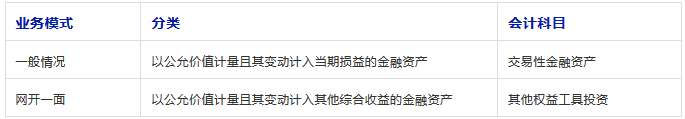 业务模式 分类 会计科目
一般情况 以公允价值计量且其变动计入当期损益的金融资产 交易性金融资产
网开一面 以公允价值计量且其变动计入其他综合收益的金融资产 其他权益工具投资